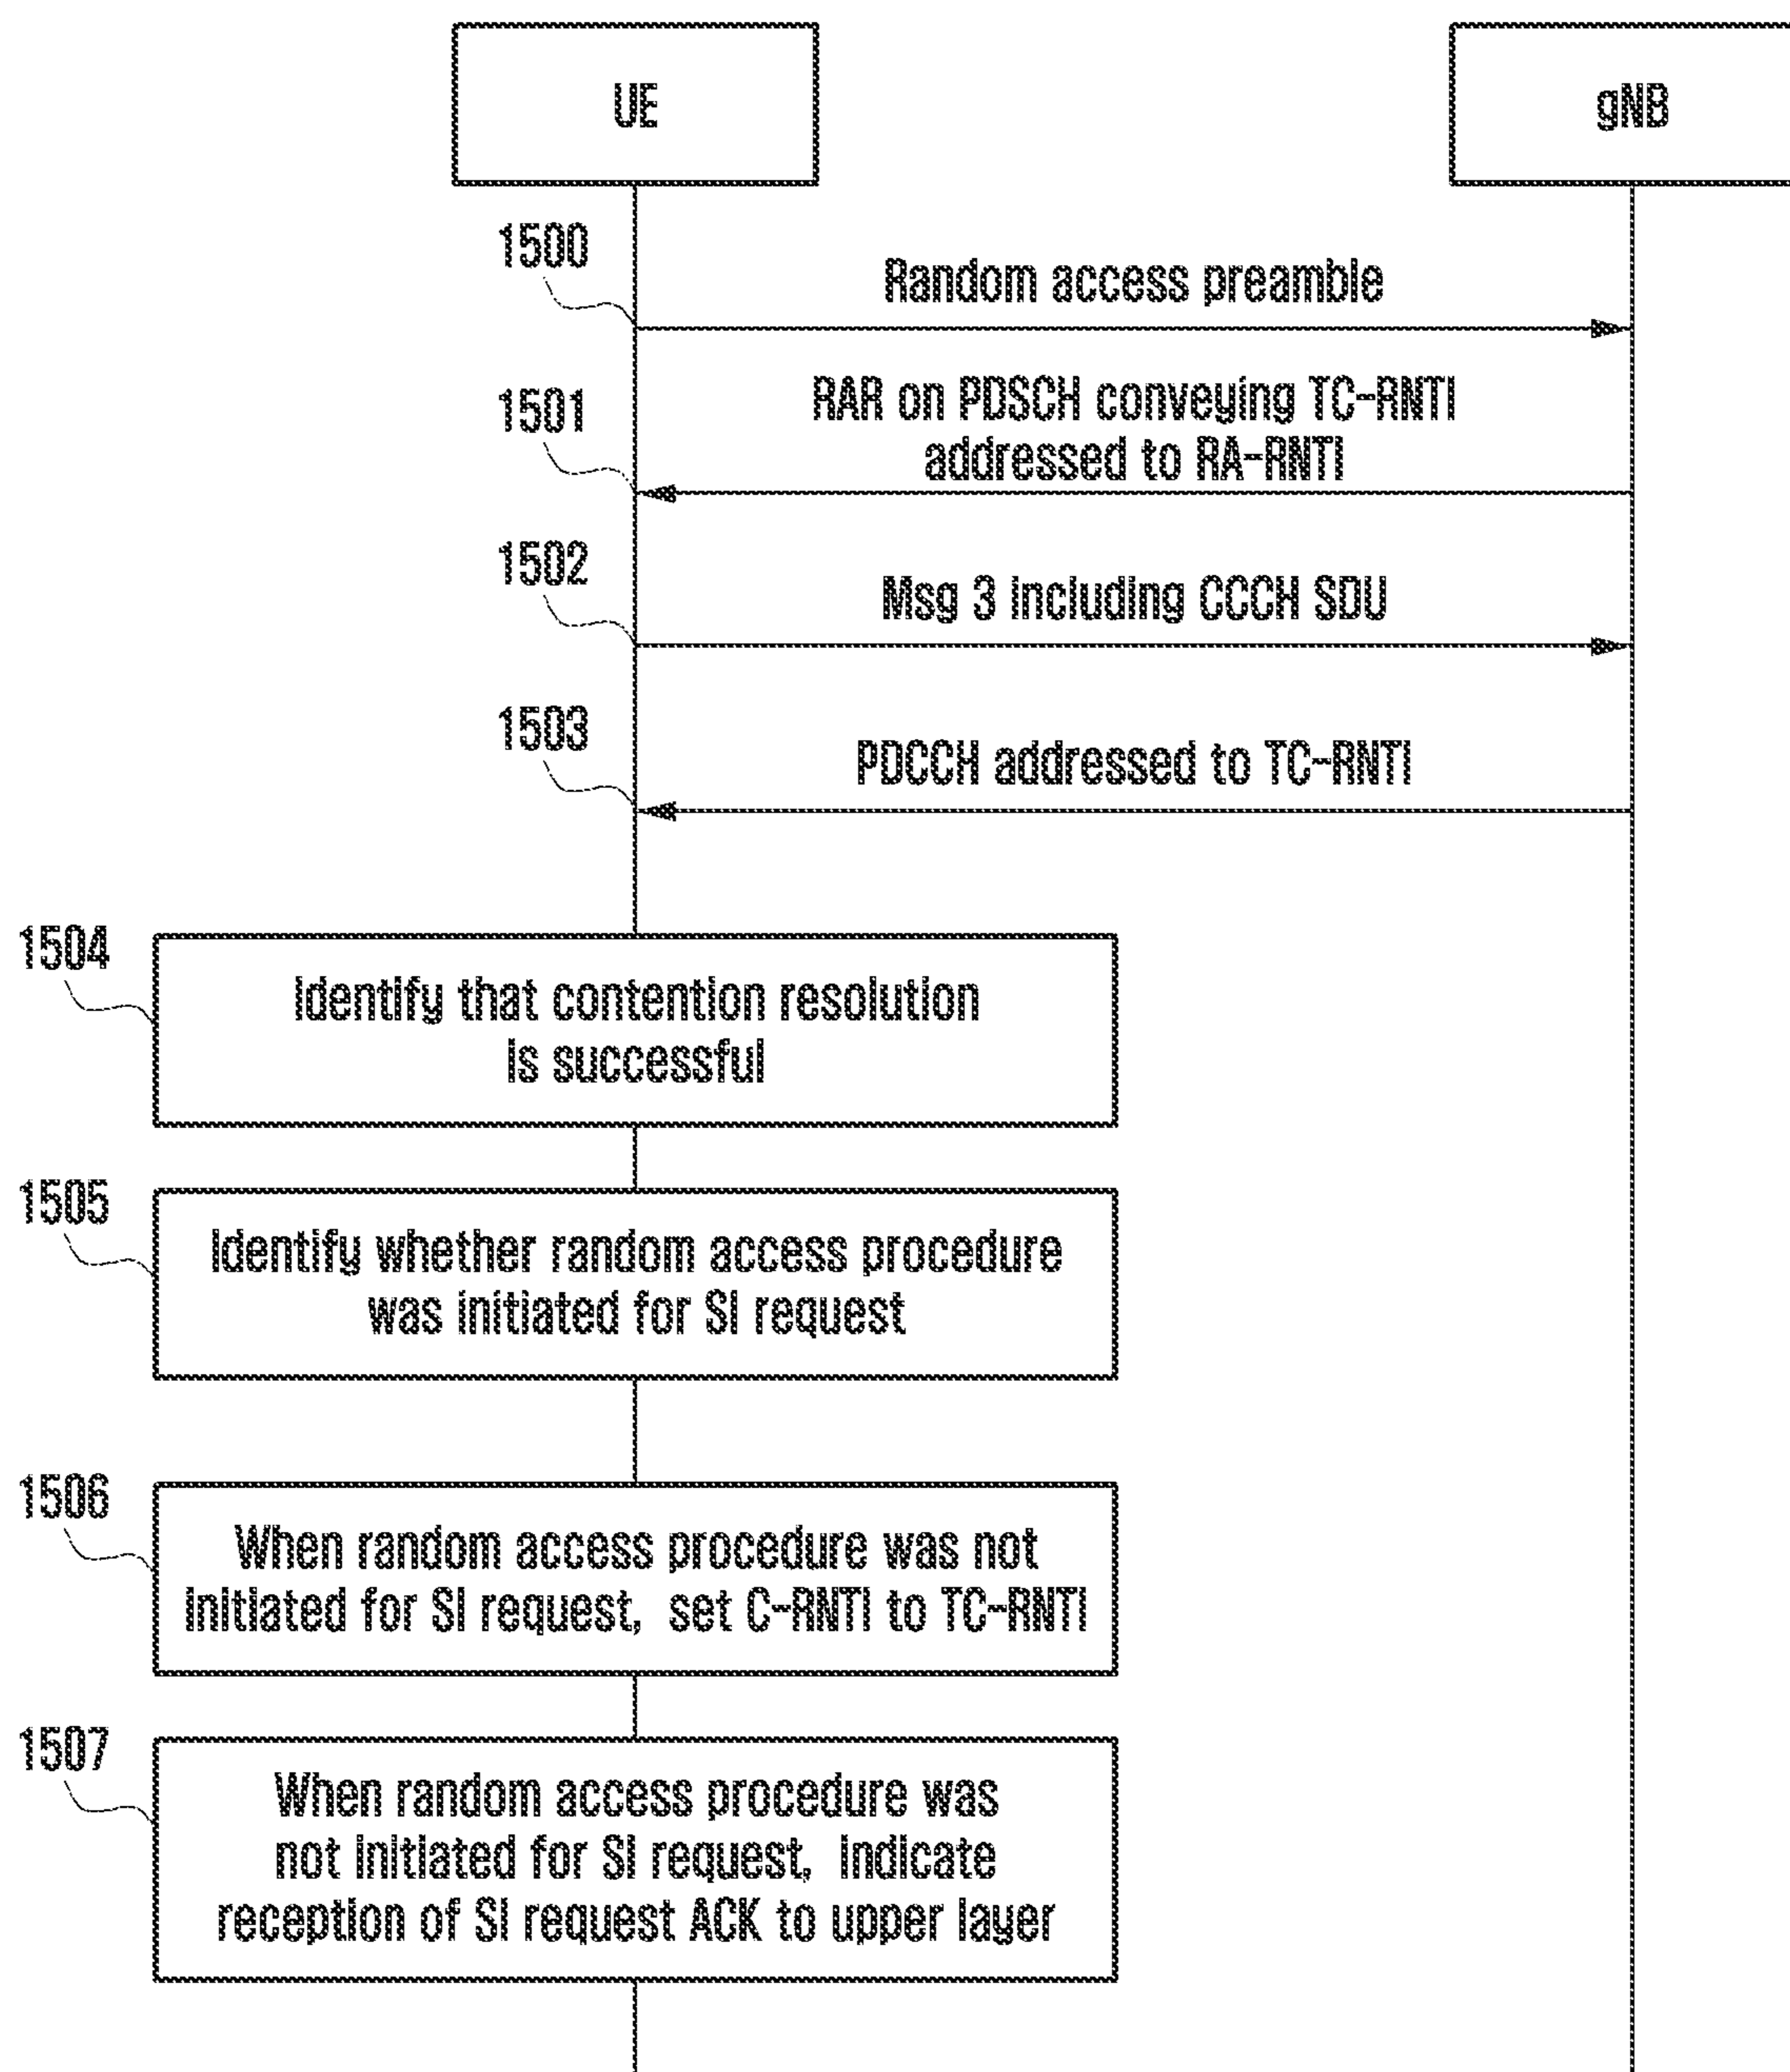 UE
gNB
1500
Random access preamble
1501
RAR on PDSCH conveying TC-RNTI
addressed to RA-RNTI
1502
Msg 3 including CCCH SDU
1503
PDCCH addressed to TC-RNTI
1504
Identify that contention resolution
is successful
1505
Identify whether random access procedure
was initiated for SI request
1506
When random access procedure was not
initiated for SI request, set C-RNTI to TC-RNTI
1507
When random access procedure was
not initiated for SI request, indicate
reception of SI request ACK to upper layer